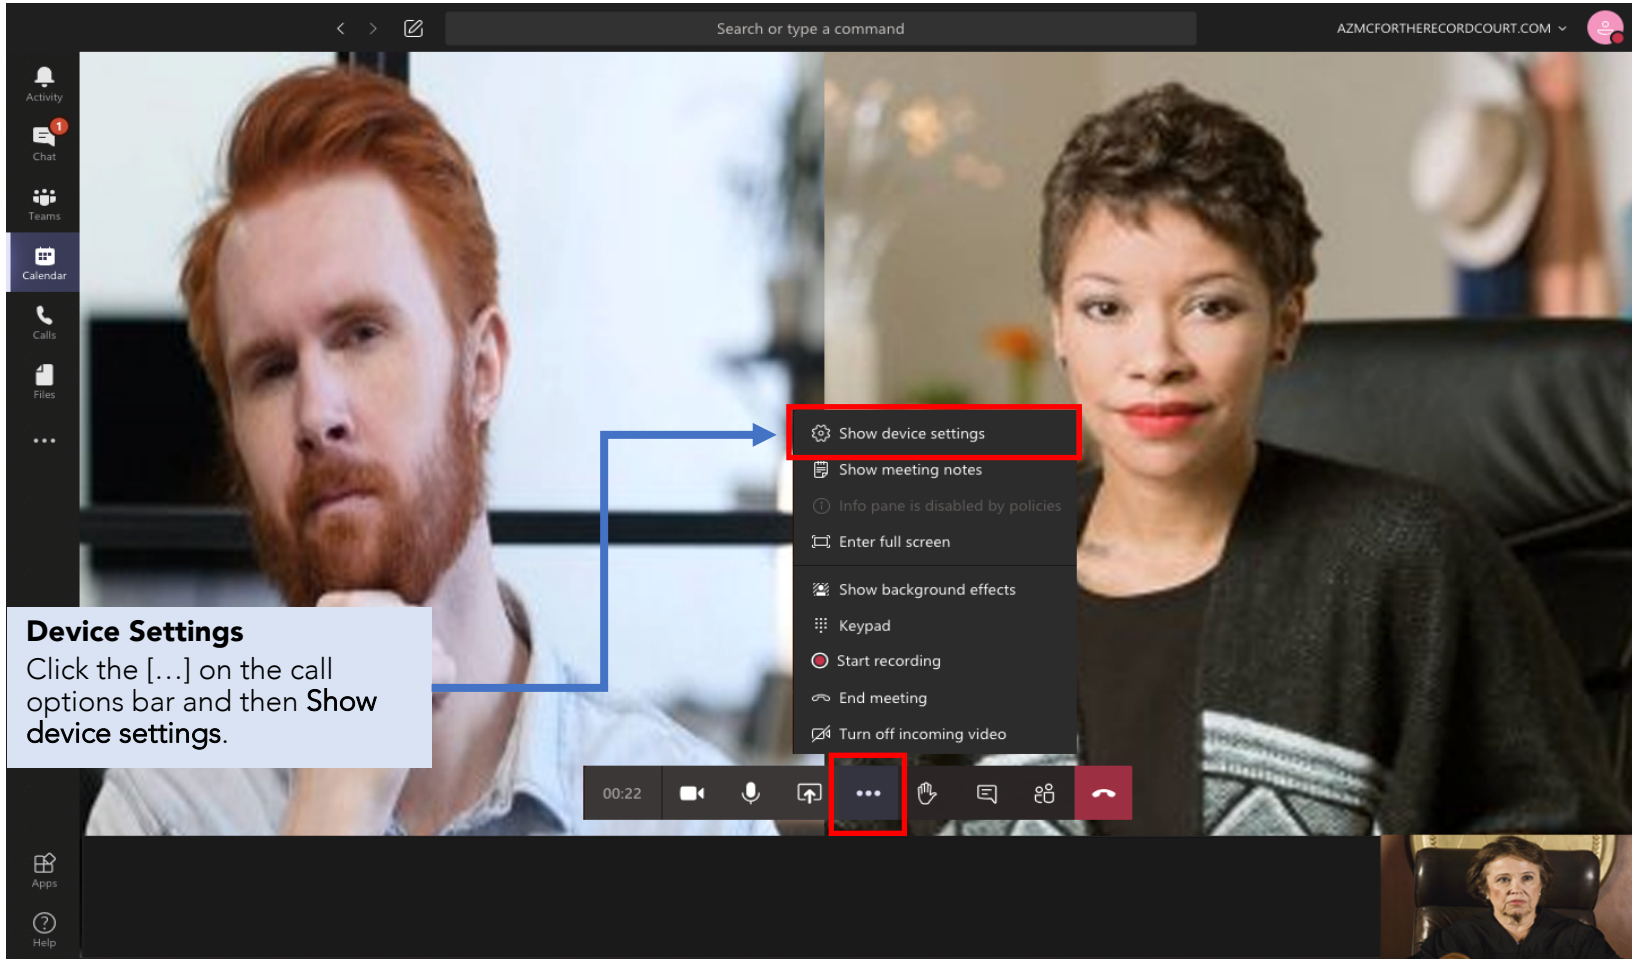 Search or type a command
AZMCFORTHERECORDCOURT.COM
Activity
1
Chat
Teams
Calendar
Calls
Files
Show device settings
Show meeting notes
Info pane is disabled by policies
Enter full screen
Show background effects
Keypad
Start recording
End meeting
Turn off incoming video
Device Settings
Click the [...] on the call
options bar and then Show
device settings.
00:22
Apps
Help